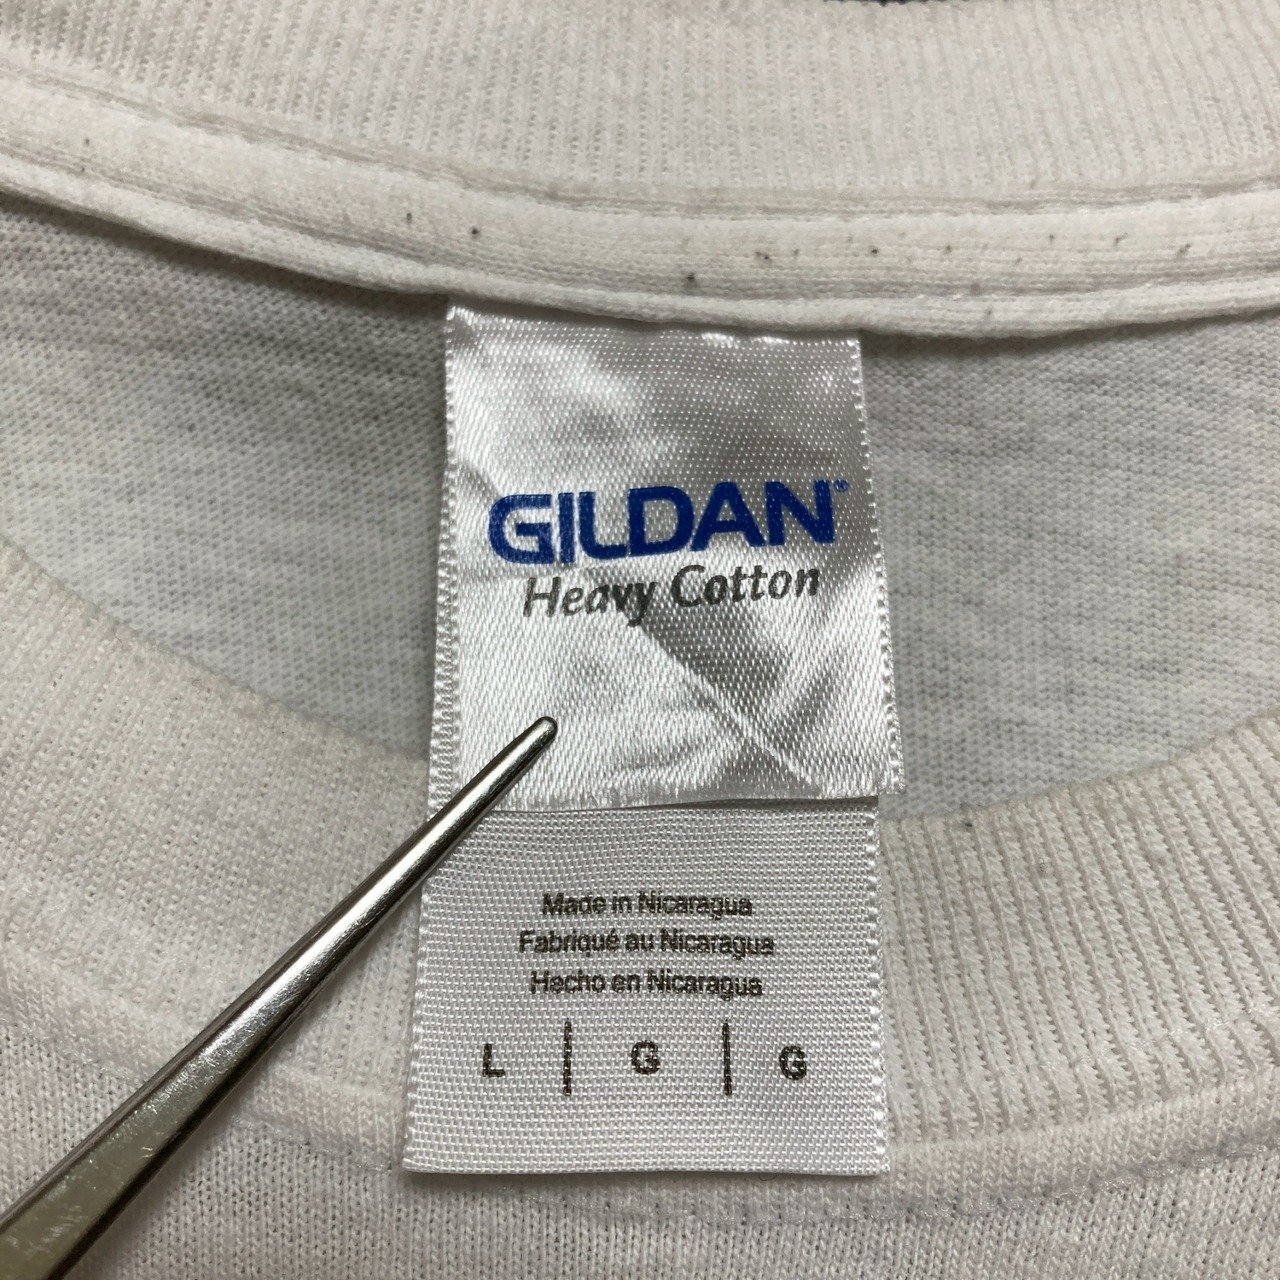 GILDAN®
Heavy Cotton
Made in Nicaragua
Fabriqué au Nicaragua
Hecho en Nicaragua
L | G | G